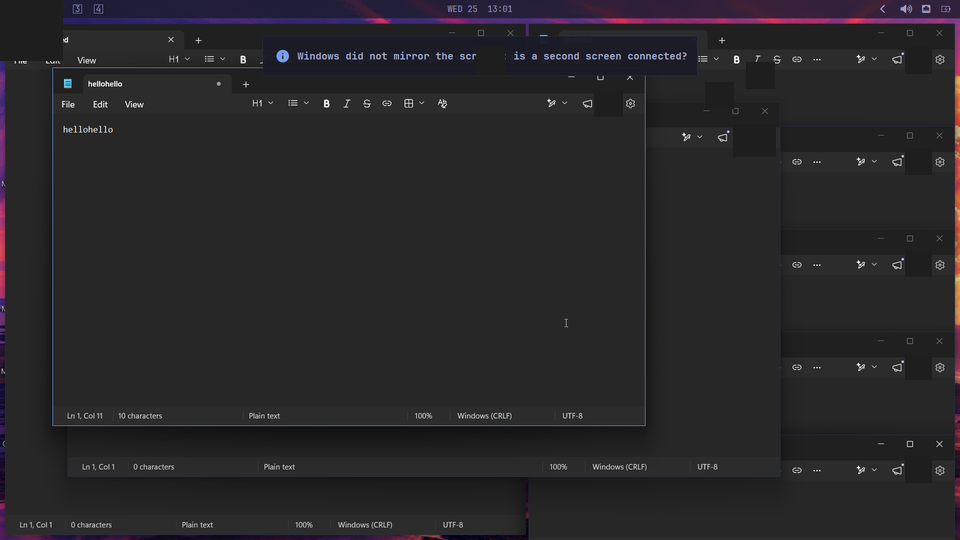 3 4 WED 25 13:01
Windows did not mirror the scr is a second screen connected?
H1 B
View
H1 B
hellohello
File Edit View H1 B
hellohello
Ln 1, Col 11 10 characters Plain text 100% Windows (CRLF) UTF-8
Ln 1, Col 1 0 characters Plain text 100% Windows (CRLF) UTF-8
Ln 1, Col 1 0 characters Plain text 100% Windows (CRLF) UTF-8